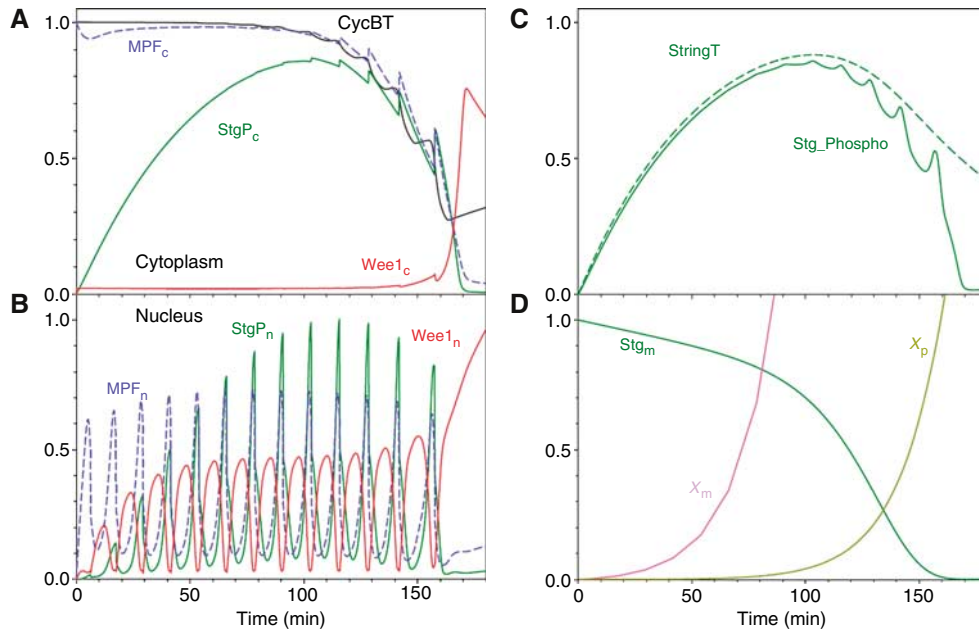 A
1.0
CycBT
MPFc
StgPc
0.5
Cytoplasm
Wee1c
0.0
B
Nucleus
1.0
StgPn
Wee1n
MPFn
0.5
0.0
0
50
100
150
Time (min)
C
1.0
StringT
Stg_Phospho
0.5
0.0
D
1.0
Stgm
Xp
0.5
Xm
0.0
0
50
100
150
Time (min)